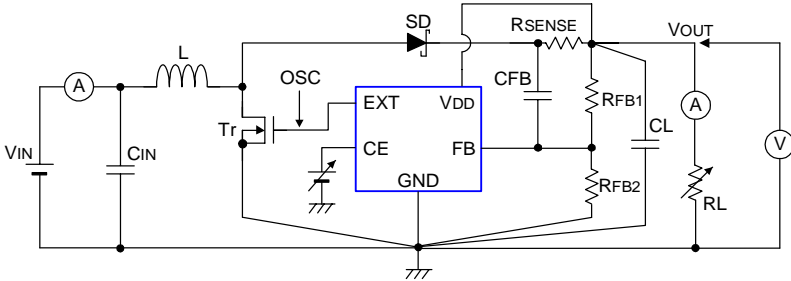 SD
RSENSE
VOUT
L
A
OSC
CFB
EXT
VDD
RFB1
A
Tr
CL
VIN
CIN
CE
FB
V
GND
RFB2
RL